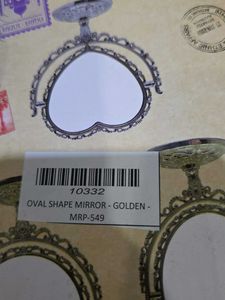 10332
OVAL SHAPE MIRROR - GOLDEN -
MRP-549